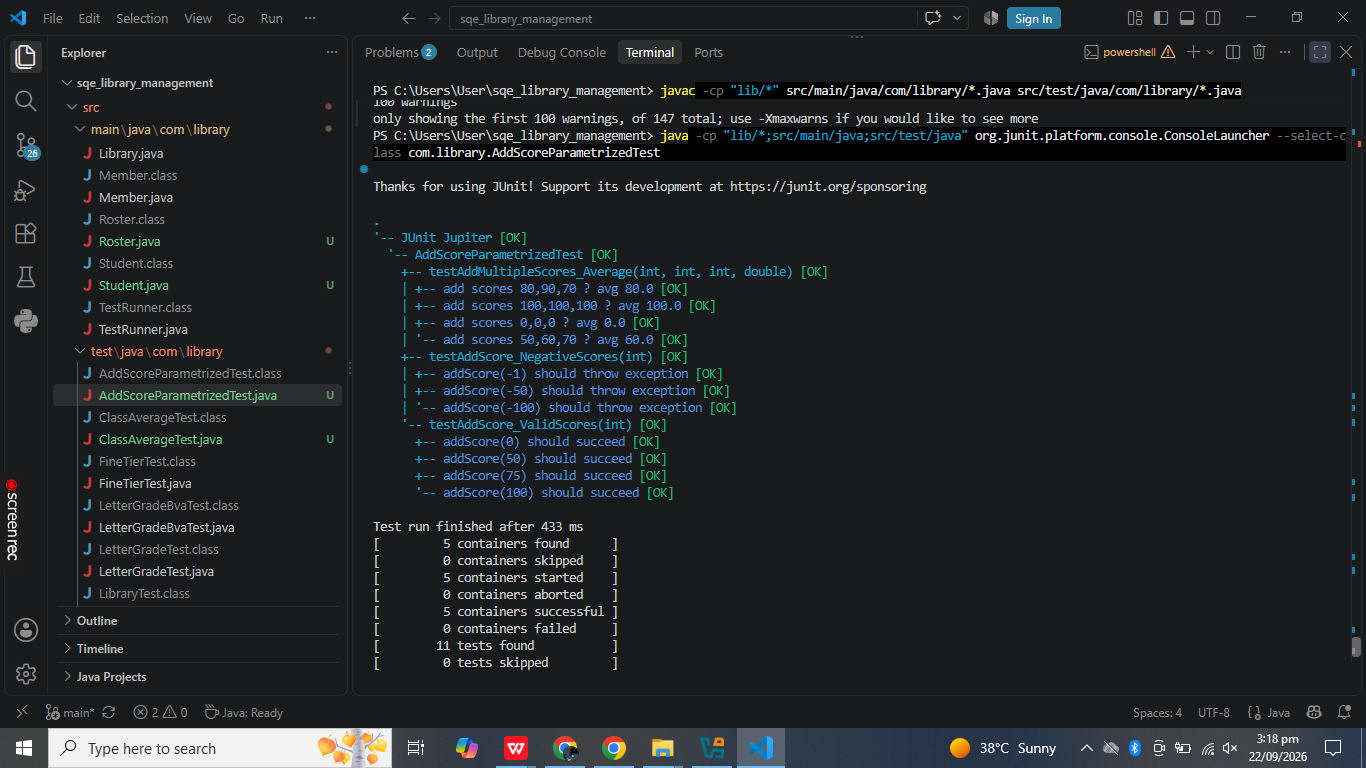 File Edit Selection View Go Run ··· sqe_library_management Sign In
Explorer ···
sqe_library_management
src
main\java\com\library
Library.java
Member.class
Member.java
Roster.class
Roster.java U
Student.class
Student.java U
TestRunner.class
TestRunner.java
test\java\com\library
AddScoreParametrizedTest.class
AddScoreParametrizedTest.java U
ClassAverageTest.class
ClassAverageTest.java U
FineTierTest.class
FineTierTest.java
LetterGradeBvaTest.class
LetterGradeBvaTest.java
LetterGradeTest.class
LetterGradeTest.java
LibraryTest.class
Outline
Timeline
Java Projects
26
screenrec
Problems 2 Output Debug Console Terminal Ports powershell ···
PS C:\Users\User\sqe_library_management> javac -cp "lib/*" src/main/java/com/library/*.java src/test/java/com/library/*.java
100 warnings
only showing the first 100 warnings, of 147 total; use -Xmaxwarns if you would like to see more
PS C:\Users\User\sqe_library_management> java -cp "lib/*;src/main/java;src/test/java" org.junit.platform.console.ConsoleLauncher --select-c
lass com.library.AddScoreParametrizedTest
Thanks for using JUnit! Support its development at https://junit.org/sponsoring
.
'-- JUnit Jupiter [OK]
'-- AddScoreParametrizedTest [OK]
+-- testAddMultipleScores_Average(int, int, int, double) [OK]
| +-- add scores 80,90,70 ? avg 80.0 [OK]
| +-- add scores 100,100,100 ? avg 100.0 [OK]
| +-- add scores 0,0,0 ? avg 0.0 [OK]
| '-- add scores 50,60,70 ? avg 60.0 [OK]
+-- testAddScore_NegativeScores(int) [OK]
| +-- addScore(-1) should throw exception [OK]
| +-- addScore(-50) should throw exception [OK]
| '-- addScore(-100) should throw exception [OK]
'-- testAddScore_ValidScores(int) [OK]
+-- addScore(0) should succeed [OK]
+-- addScore(50) should succeed [OK]
+-- addScore(75) should succeed [OK]
'-- addScore(100) should succeed [OK]
Test run finished after 433 ms
[ 5 containers found ]
[ 0 containers skipped ]
[ 5 containers started ]
[ 0 containers aborted ]
[ 5 containers successful ]
[ 0 containers failed ]
[ 11 tests found ]
[ 0 tests skipped ]
main* 2 0 Java: Ready Spaces: 4 UTF-8 {} Java
Type here to search 38°C Sunny 3:18 pm
22/09/2026